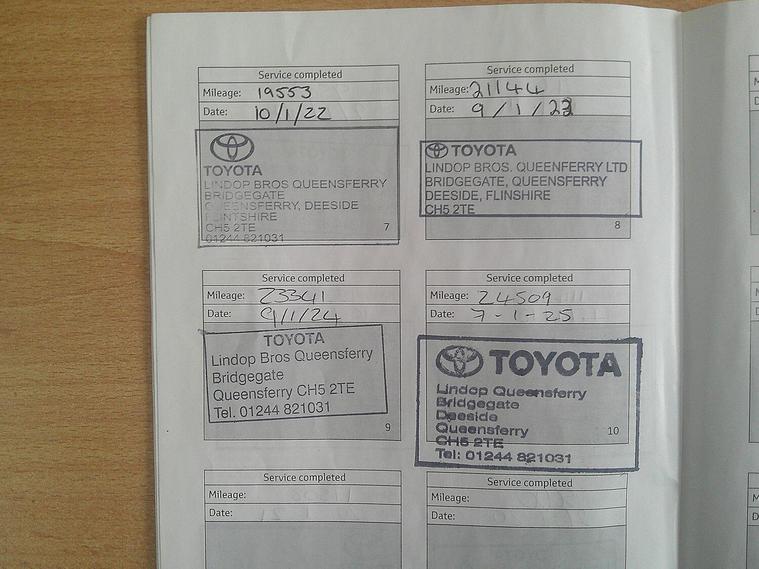 Service completed
Mileage: 19553
Date: 10/1/22
TOYOTA
LINDOP BROS QUEENSFERRY
BRIDGEGATE
QUEENSFERRY, DEESIDE
FLINTSHIRE
CH5 2TE
01244 821031
7
Service completed
Mileage: 21144
Date: 9/1/23
TOYOTA
LINDOP BROS. QUEENFERRY LTD
BRIDGEGATE, QUEENSFERRY
DEESIDE, FLINSHIRE
CH5 2TE
8
Service completed
Mileage: 23341
Date: 9/1/24
TOYOTA
Lindop Bros Queensferry
Bridgegate
Queensferry CH5 2TE
Tel. 01244 821031
9
Service completed
Mileage: 24509
Date: 7-1-25
TOYOTA
Lindop Queensferry
Bridgegate
Deeside
Queensferry
CH5 2TE
Tel: 01244 821031
10
Service completed
Mileage:
Date:
Service completed
Mileage:
Date: